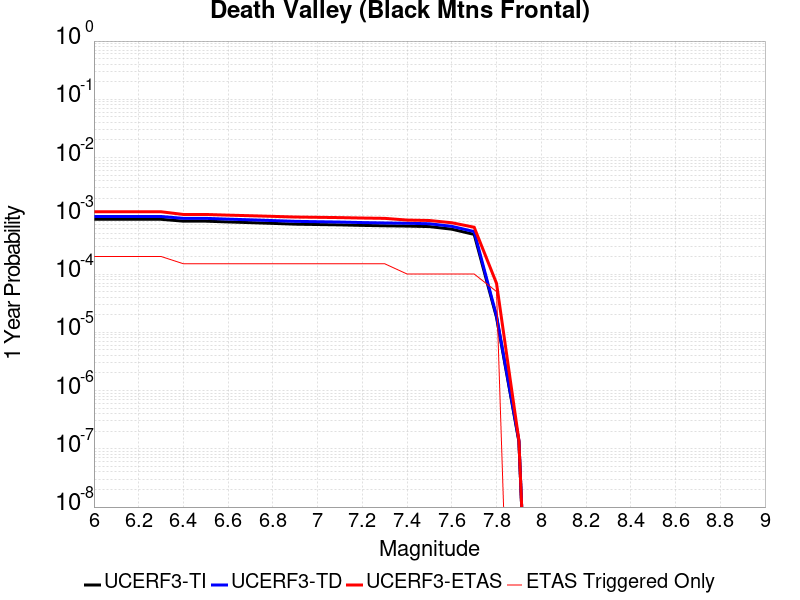 Death Valley (Black Mtns Frontal)
10^0
10^-1
10^-2
10^-3
10^-4
10^-5
10^-6
10^-7
10^-8
1 Year Probability
6 6.2 6.4 6.6 6.8 7 7.2 7.4 7.6 7.8 8 8.2 8.4 8.6 8.8 9
Magnitude
UCERF3-TI UCERF3-TD UCERF3-ETAS ETAS Triggered Only